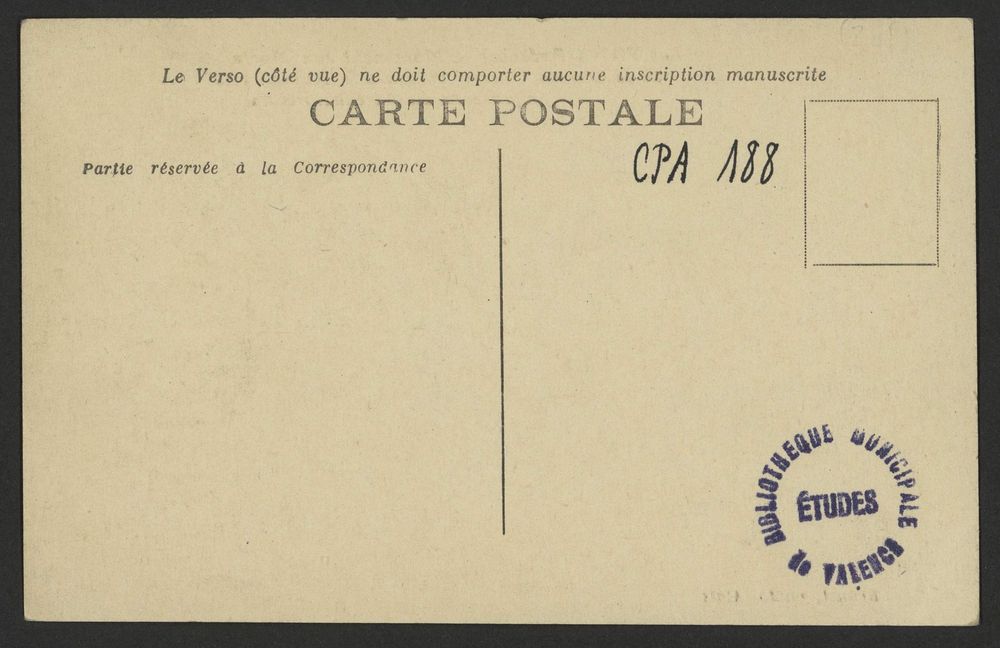 Le Verso (côté vue) ne doit comporter aucune inscription manuscrite
CARTE POSTALE
Partie réservée à la Correspondance
CPA 188
BIBLIOTHEQUE MUNICIPALE
ÉTUDES
de VALENCE